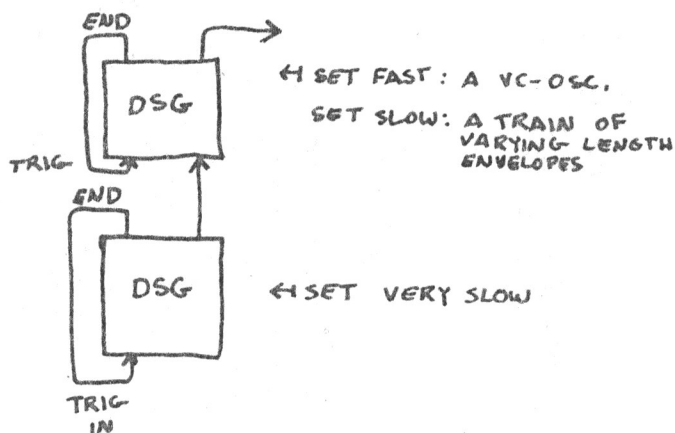 END
DSG
← SET FAST: A VC-OSC.
SET SLOW: A TRAIN OF
VARYING LENGTH
ENVELOPES
TRIG
END
DSG
← SET VERY SLOW
TRIG
IN